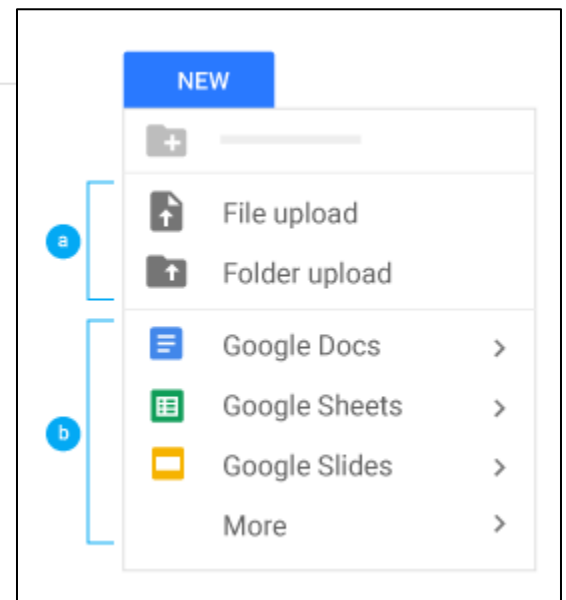 NEW
a
File upload
Folder upload
b
Google Docs
Google Sheets
Google Slides
More